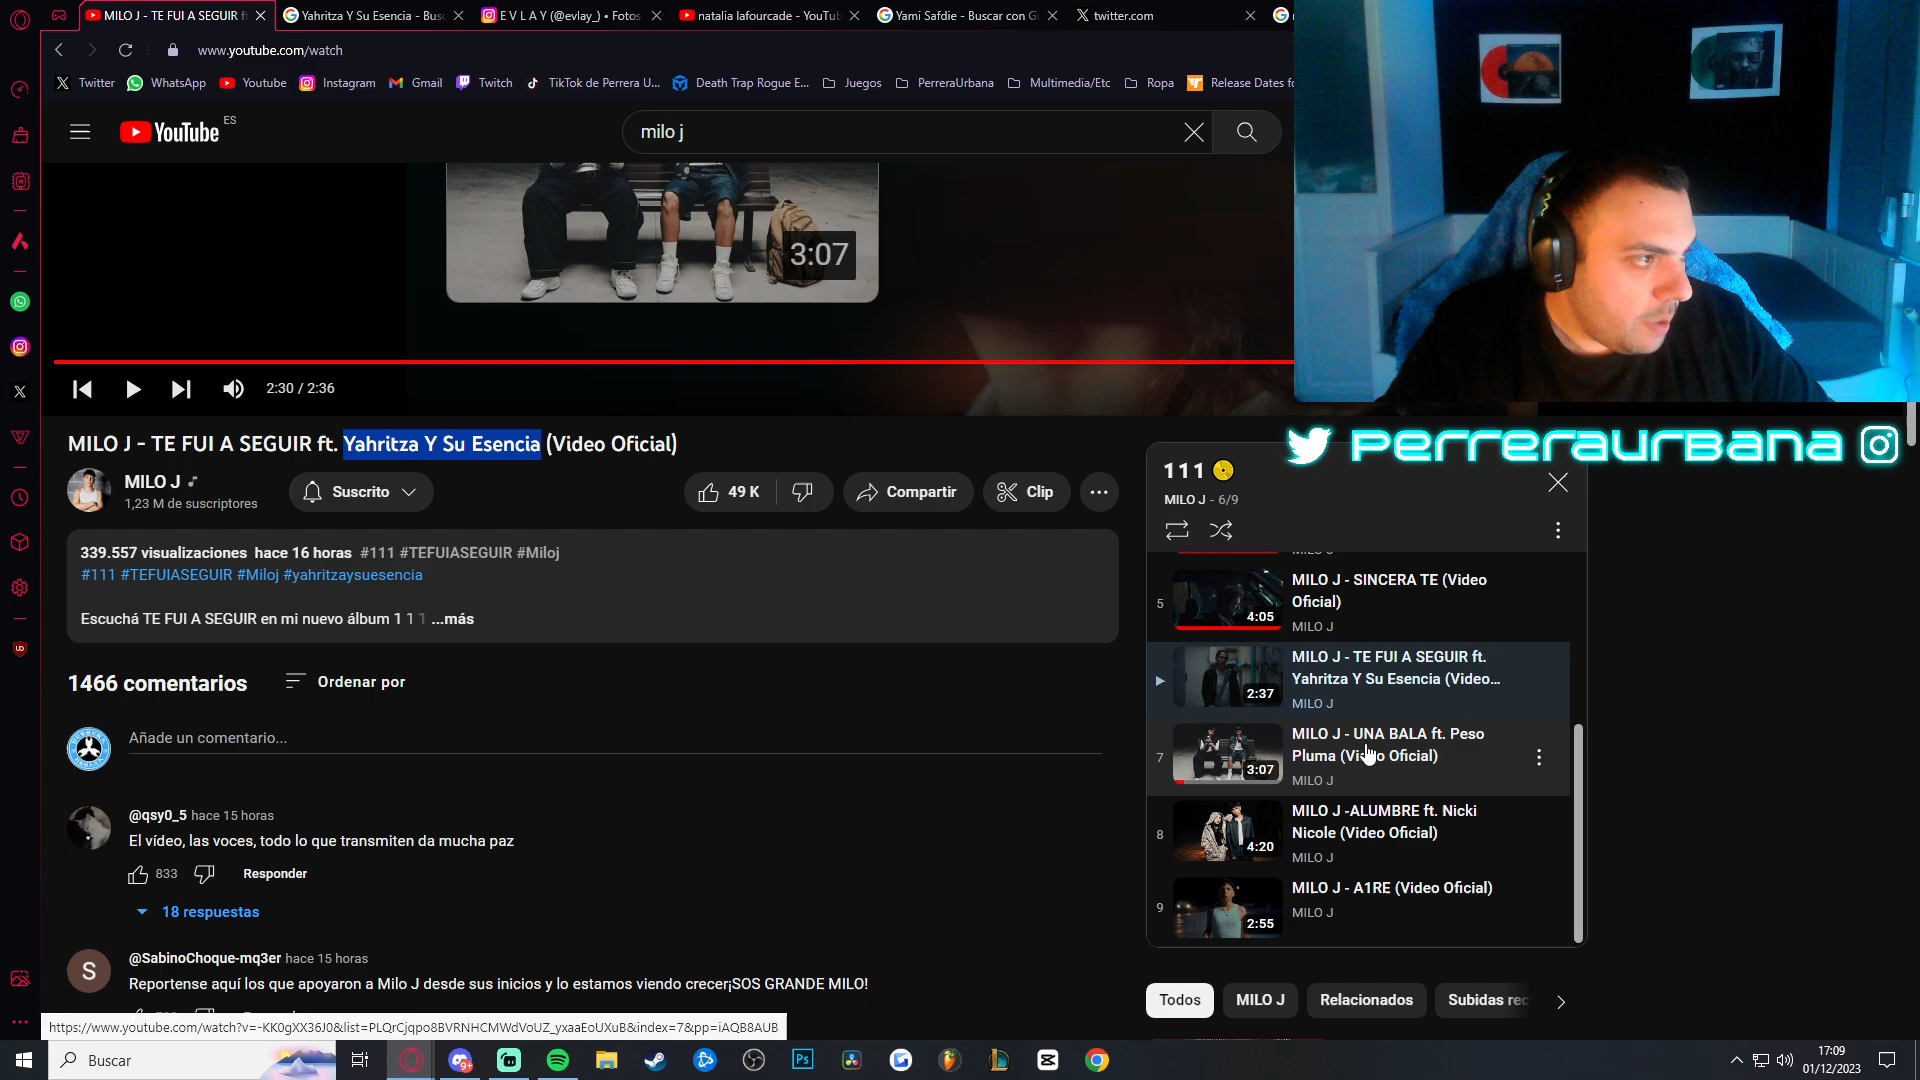 MILO J - TE FUI A SEGUIR f
Yahritza Y Su Esencia - Bus
E V L A Y (@evlay_) • Fotos
natalia lafourcade - YouTu
Yami Safdie - Buscar con G
twitter.com
www.youtube.com/watch
Twitter
WhatsApp
Youtube
Instagram
Gmail
Twitch
TikTok de Perrera U...
Death Trap Rogue E...
Juegos
PerreraUrbana
Multimedia/Etc
Ropa
Release Dates fo
YouTube ES
milo j
3:07
2:30 / 2:36
MILO J - TE FUI A SEGUIR ft. Yahritza Y Su Esencia (Video Oficial)
MILO J
1,23 M de suscriptores
Suscrito
49 K
Compartir
Clip
339.557 visualizaciones hace 16 horas #111 #TEFUIASEGUIR #Miloj
#111 #TEFUIASEGUIR #Miloj #yahritzaysuesencia
Escuchá TE FUI A SEGUIR en mi nuevo álbum 1 1 1 ...más
1466 comentarios
Ordenar por
Añade un comentario...
@qsy0_5 hace 15 horas
El vídeo, las voces, todo lo que transmiten da mucha paz
833
Responder
18 respuestas
S
@SabinoChoque-mq3er hace 15 horas
Reportense aquí los que apoyaron a Milo J desde sus inicios y lo estamos viendo crecer¡SOS GRANDE MILO!
https://www.youtube.com/watch?v=-KK0gXX36J0&list=PLQrCjqpo8BVRNHCMWdVoUZ_yxaaEoUXuB&index=7&pp=iAQB8AUB
perreraurbana
111
MILO J - 6/9
5
4:05
MILO J - SINCERA TE (Video
Oficial)
MILO J
2:37
MILO J - TE FUI A SEGUIR ft.
Yahritza Y Su Esencia (Video...
MILO J
7
3:07
MILO J - UNA BALA ft. Peso
Pluma (Video Oficial)
MILO J
8
4:20
MILO J -ALUMBRE ft. Nicki
Nicole (Video Oficial)
MILO J
9
2:55
MILO J - A1RE (Video Oficial)
MILO J
Todos
MILO J
Relacionados
Subidas rec
Buscar
9+
Ps
17:09
01/12/2023